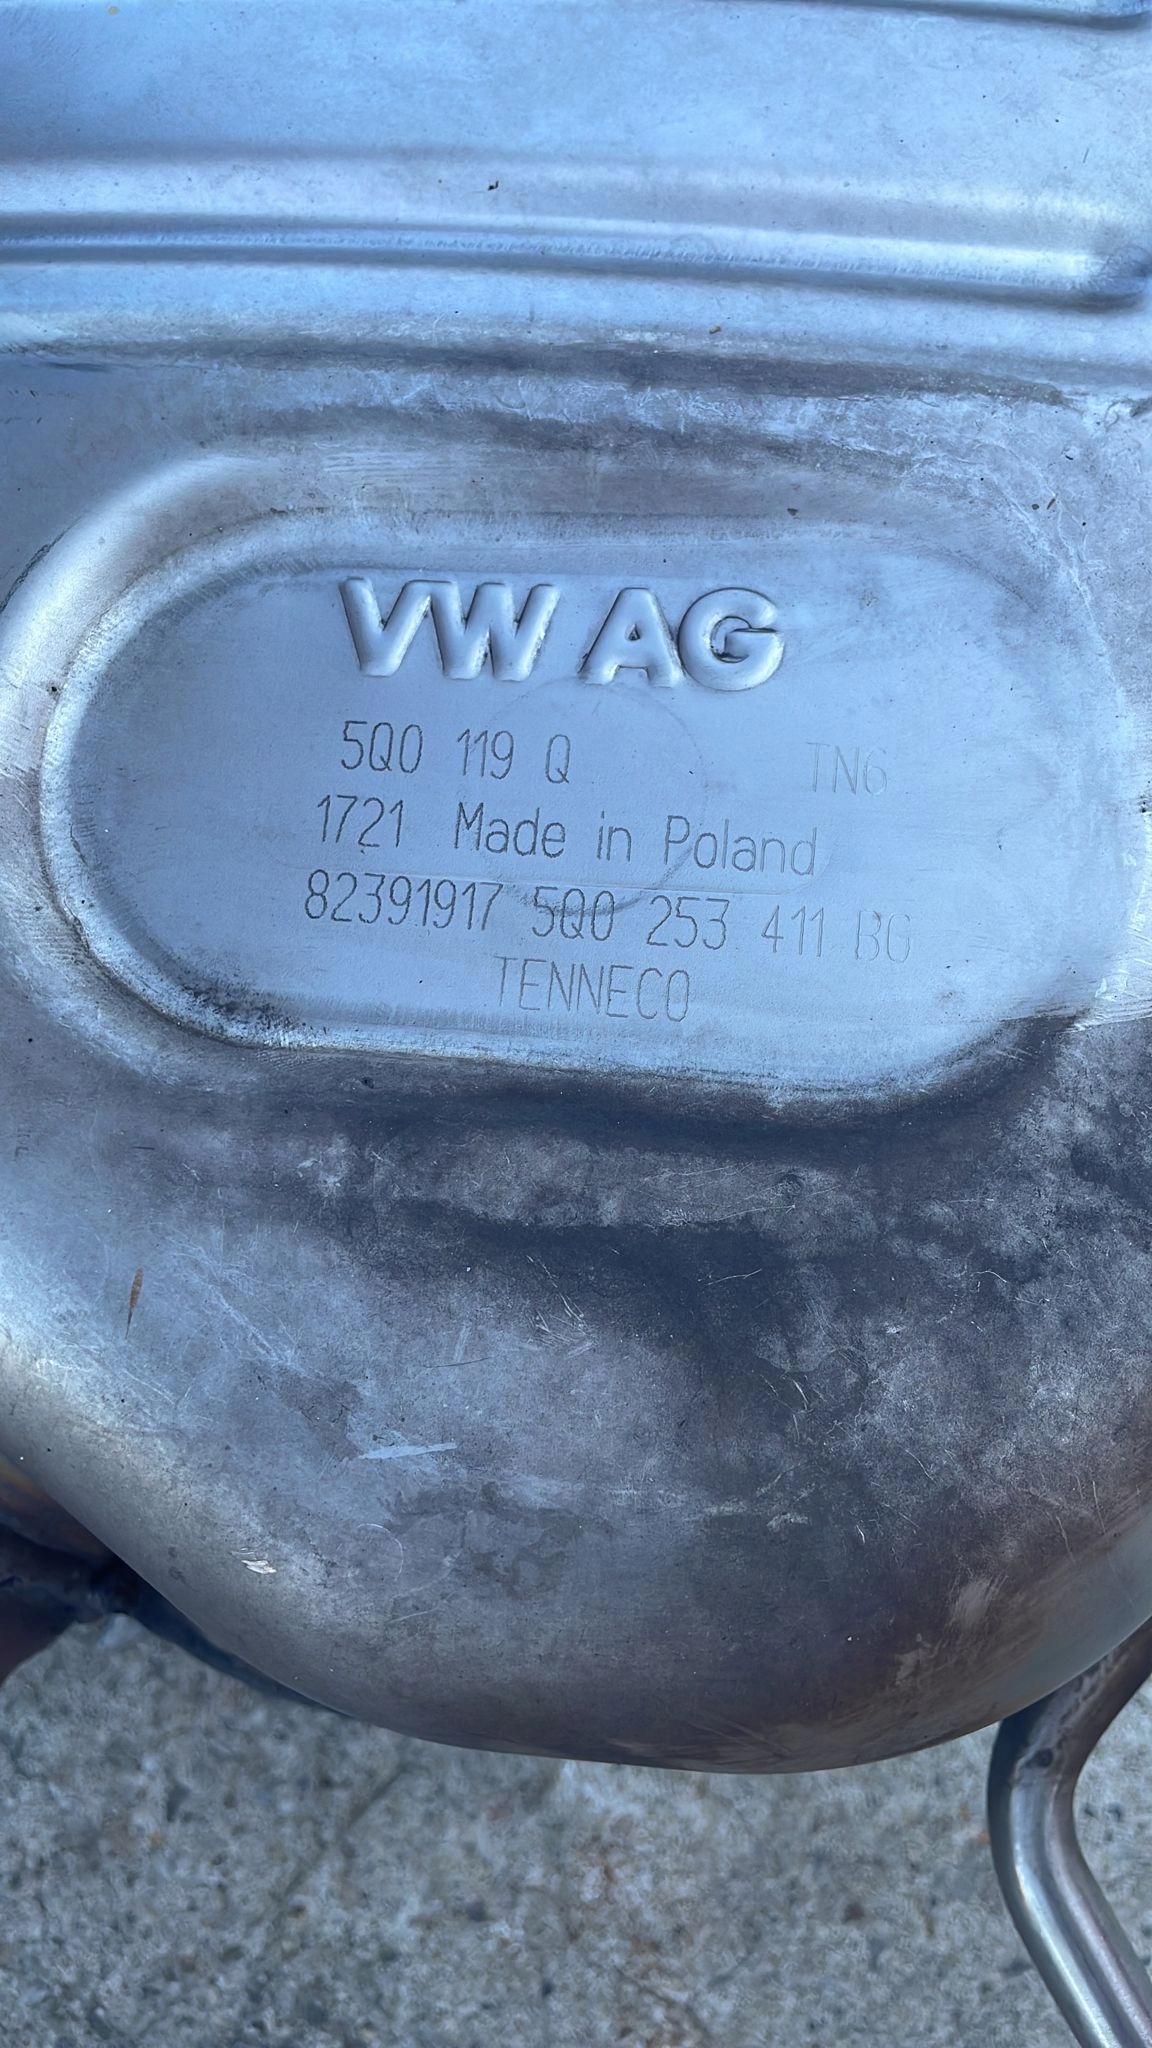 VW AG
5Q0 119 Q TN6
1721 Made in Poland
82391917 5Q0 253 411 BG
TENNECO